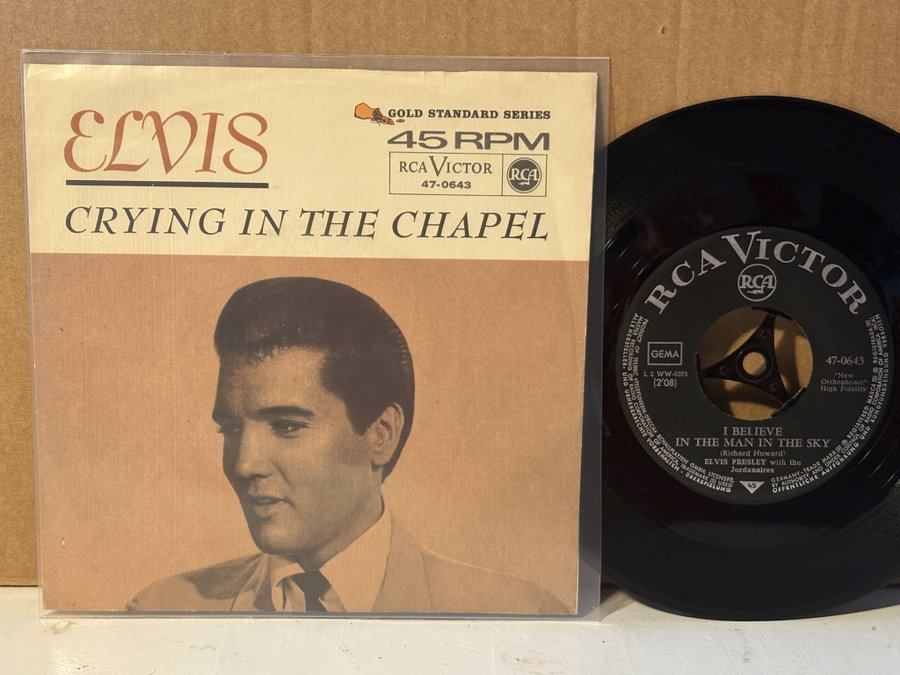 ELVIS
GOLD STANDARD SERIES
45 RPM
RCA VICTOR
47-0643
RCA
CRYING IN THE CHAPEL
RCA VICTOR
RCA
GEMA
L 2 WW-0375
(2'08)
47-0643
"New
Orthophonic"
High Fidelity
I BELIEVE
IN THE MAN IN THE SKY
(Richard Howard)
ELVIS PRESLEY with the
Jordanaires
45